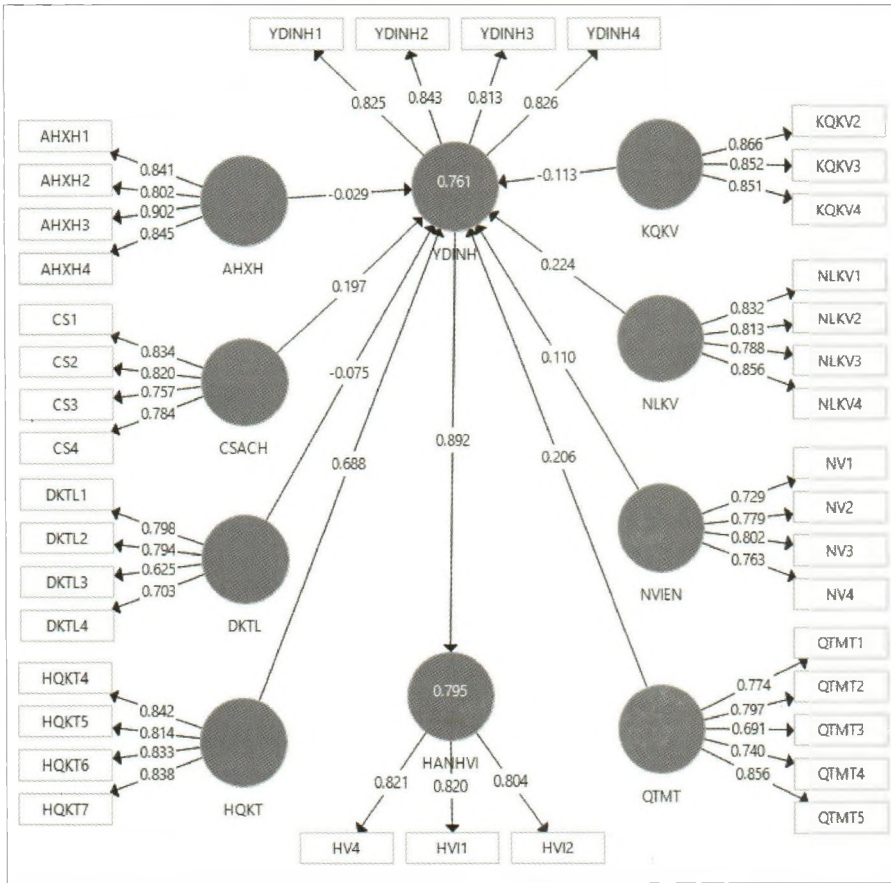 YDINH1 YDINH2 YDINH3 YDINH4
0.825 0.843 0.813 0.826
0.761
YDINH
AHXH1
AHXH2
AHXH3
AHXH4
0.841
0.802
0.902
0.845
AHXH
-0.029
KQKV2
KQKV3
KQKV4
0.866
0.852
0.851
KQKV
-0.113
CS1
CS2
CS3
CS4
0.834
0.820
0.757
0.784
CSACH
0.197
NLKV1
NLKV2
NLKV3
NLKV4
0.832
0.813
0.788
0.856
NLKV
0.224
DKTL1
DKTL2
DKTL3
DKTL4
0.798
0.794
0.625
0.703
DKTL
-0.075
NV1
NV2
NV3
NV4
0.729
0.779
0.802
0.763
NVIEN
0.110
HQKT4
HQKT5
HQKT6
HQKT7
0.842
0.814
0.833
0.838
HQKT
0.688
QTMT1
QTMT2
QTMT3
QTMT4
QTMT5
0.774
0.797
0.691
0.740
0.856
QTMT
0.206
0.892
0.795
HANHVI
0.821 0.820 0.804
HV4 HVI1 HVI2